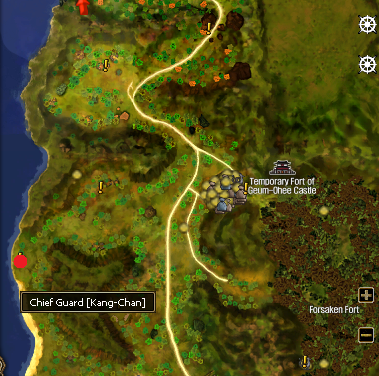 Temporary Fort of
Geum-Ohee Castle
Chief Guard [Kang-Chan]
Forsaken Fort